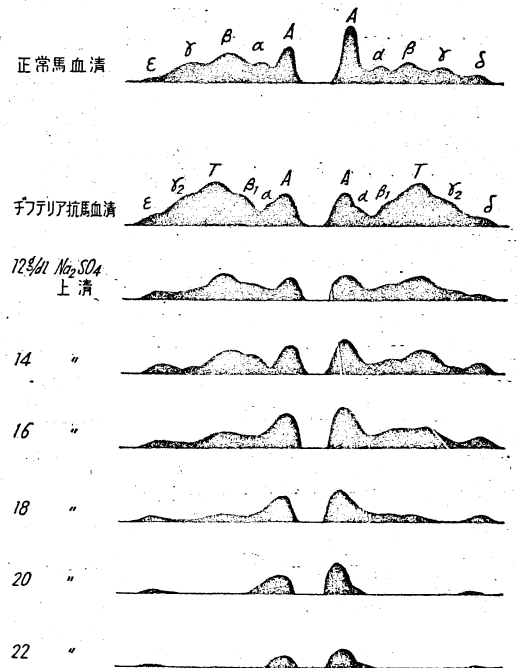 A
ε γ β α A α β γ δ
正常馬血清
ε γ₂ T β₁ α A A α T γ₂ δ
ヂフテリア抗馬血清
12g/dl Na₂SO₄
上清
14 〃
16 〃
18 〃
20 〃
22 〃